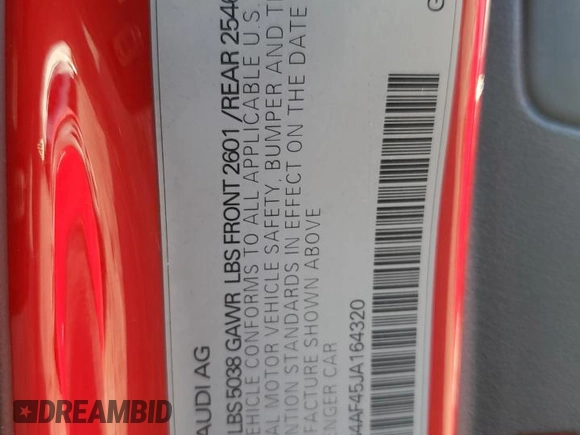 AUDI AG
LBS 5038 GAWR LBS FRONT 2601 /REAR 2546
EHICLE CONFORMS TO ALL APPLICABLE U.S.
AL MOTOR VEHICLE SAFETY, BUMPER AND T
NTION STANDARDS IN EFFECT ON THE DATE
FACTURE SHOWN ABOVE
ENGER CAR
4AF45JA164320
G
DREAMBID